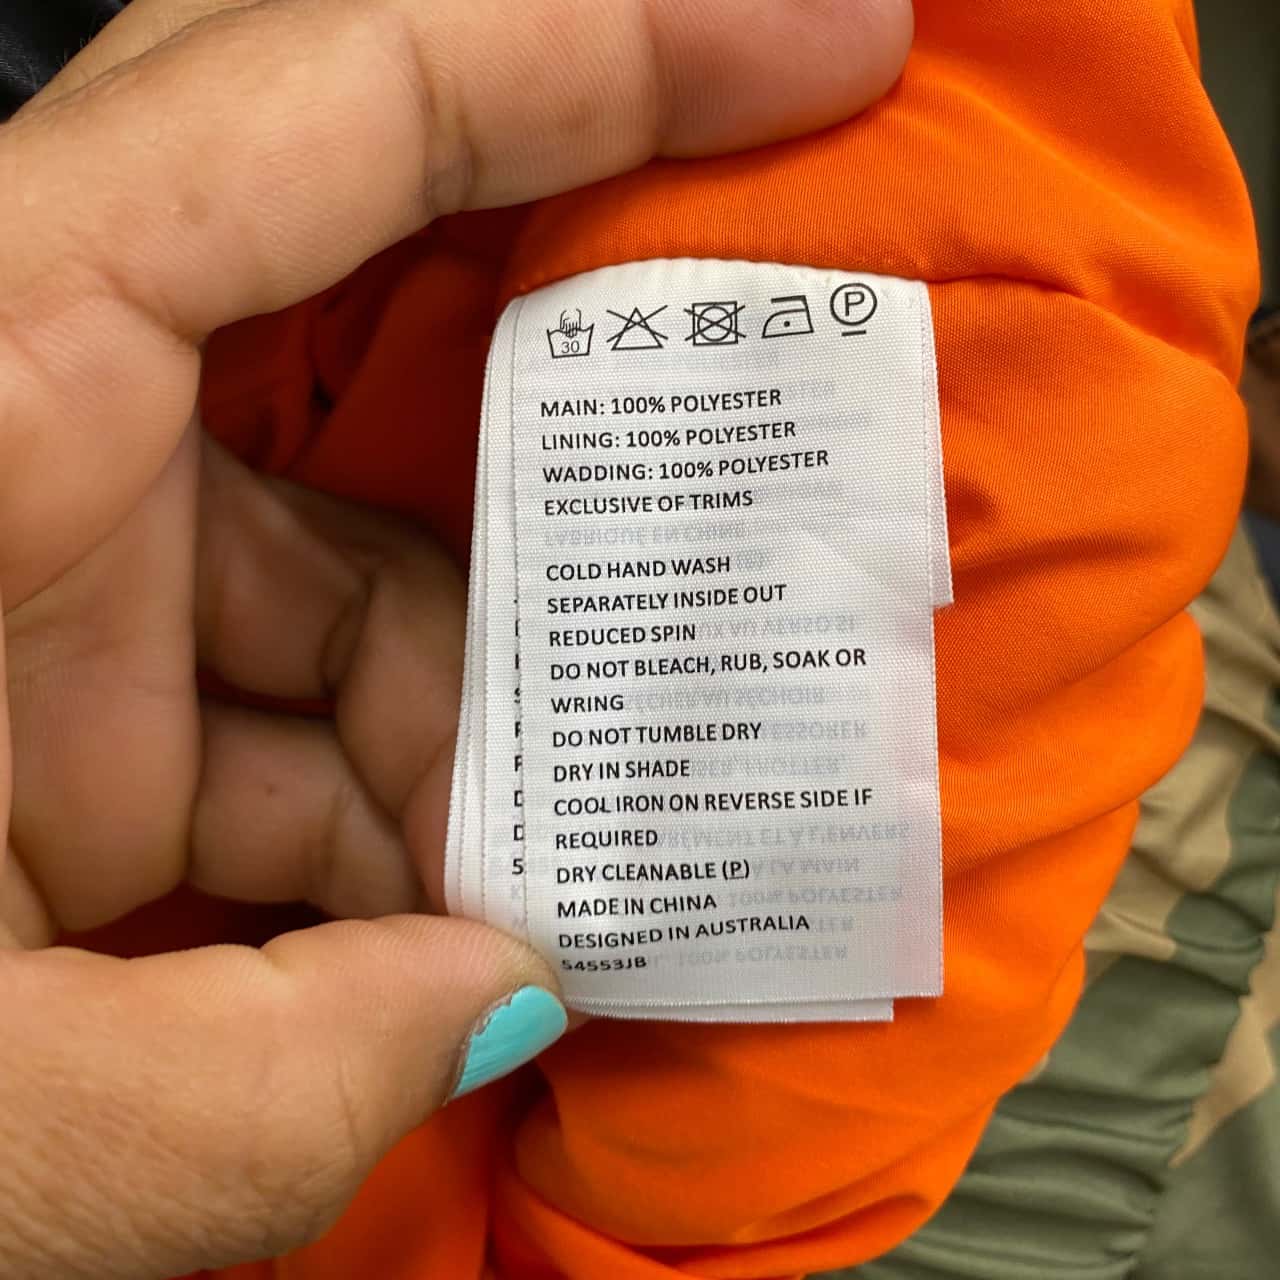 30 P
MAIN: 100% POLYESTER
LINING: 100% POLYESTER
WADDING: 100% POLYESTER
EXCLUSIVE OF TRIMS
COLD HAND WASH
SEPARATELY INSIDE OUT
REDUCED SPIN
DO NOT BLEACH, RUB, SOAK OR
WRING
DO NOT TUMBLE DRY
DRY IN SHADE
COOL IRON ON REVERSE SIDE IF
REQUIRED
DRY CLEANABLE (P)
MADE IN CHINA
DESIGNED IN AUSTRALIA
54553JB